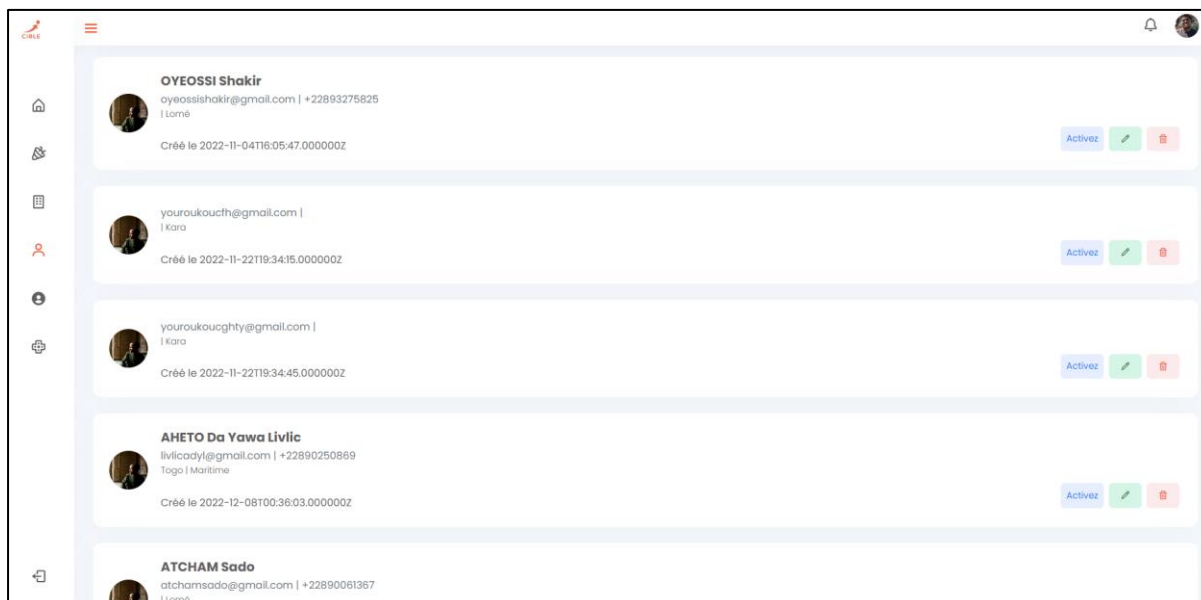 CIBLE
OYEOSSI Shakir
oyeossishakir@gmail.com | +22893275825
| Lomé
Créé le 2022-11-04T16:05:47.000000Z
Activez
youroukoucfh@gmail.com |
| Kara
Créé le 2022-11-22T19:34:15.000000Z
Activez
youroukoucghty@gmail.com |
| Kara
Créé le 2022-11-22T19:34:45.000000Z
Activez
AHETO Da Yawa Livlic
livlicadyl@gmail.com | +22890250869
Togo | Maritime
Créé le 2022-12-08T00:36:03.000000Z
Activez
ATCHAM Sado
atchamsado@gmail.com | +22890061367
| Lomé